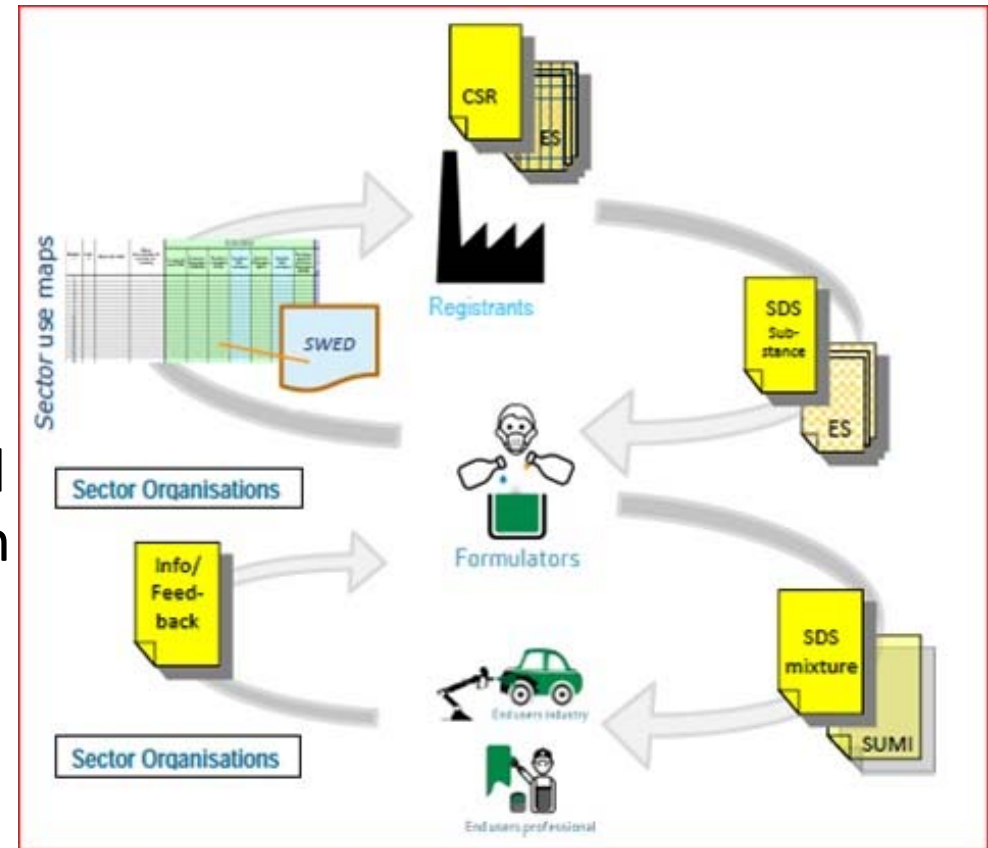 CSR
ES
Sector use maps
SWED
Registrants
SDS
Sub-
stance
ES
Sector Organisations
Formulators
Info/
Feed-
back
SDS
mixture
SUMI
End users industry
Sector Organisations
End users professional